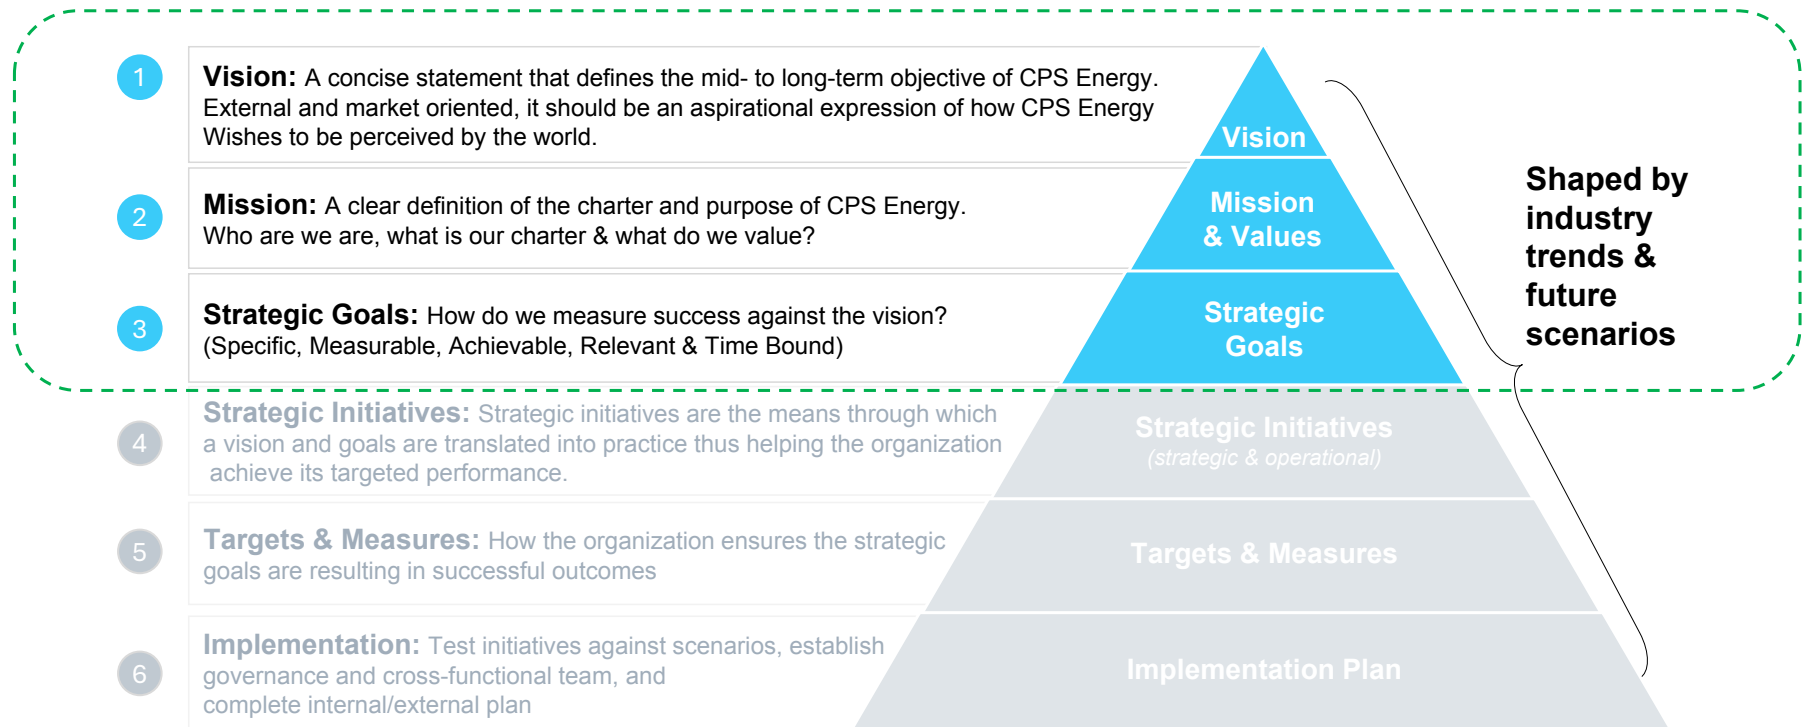 1
Vision: A concise statement that defines the mid- to long-term objective of CPS Energy.
External and market oriented, it should be an aspirational expression of how CPS Energy
Wishes to be perceived by the world.
Vision
2
Mission: A clear definition of the charter and purpose of CPS Energy.
Who are we are, what is our charter & what do we value?
Mission
& Values
3
Strategic Goals: How do we measure success against the vision?
(Specific, Measurable, Achievable, Relevant & Time Bound)
Strategic
Goals
Shaped by
industry
trends &
future
scenarios
4
Strategic Initiatives: Strategic initiatives are the means through which
a vision and goals are translated into practice thus helping the organization
achieve its targeted performance.
Strategic Initiatives
(strategic & operational)
5
Targets & Measures: How the organization ensures the strategic
goals are resulting in successful outcomes
Targets & Measures
6
Implementation: Test initiatives against scenarios, establish
governance and cross-functional team, and
complete internal/external plan
Implementation Plan